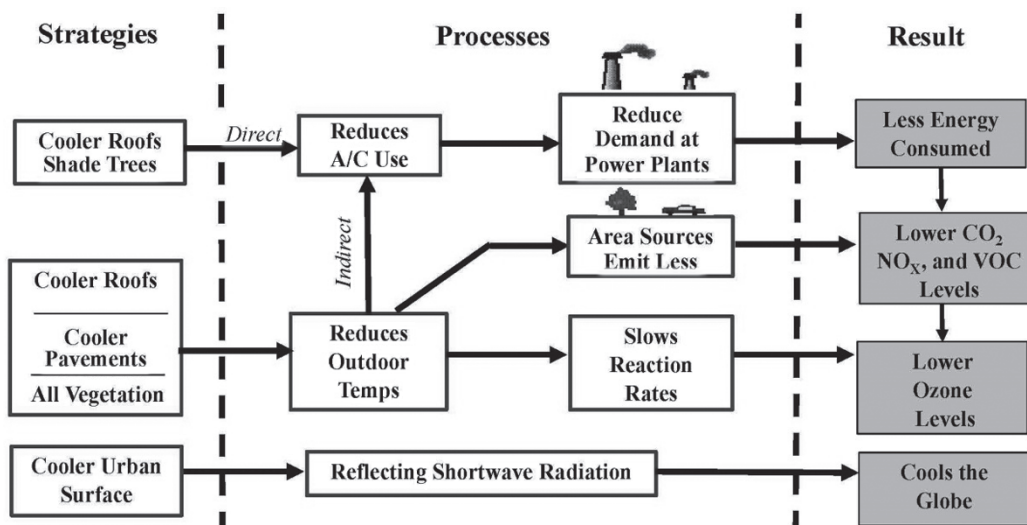 Strategies
Processes
Result
Cooler Roofs
Shade Trees
Direct
Reduces
A/C Use
Reduce
Demand at
Power Plants
Less Energy
Consumed
Indirect
Area Sources
Emit Less
Lower CO₂
NOₓ, and VOC
Levels
Cooler Roofs
Cooler
Pavements
All Vegetation
Reduces
Outdoor
Temps
Slows
Reaction
Rates
Lower
Ozone
Levels
Cooler Urban
Surface
Reflecting Shortwave Radiation
Cools the
Globe